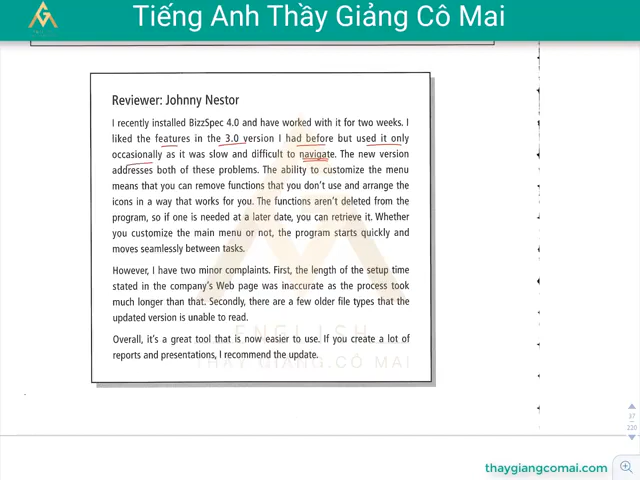 Tiếng Anh Thầy Giảng Cô Mai
Reviewer: Johnny Nestor
I recently installed BizzSpec 4.0 and have worked with it for two weeks. I
liked the features in the 3.0 version I had before but used it only
occasionally as it was slow and difficult to navigate. The new version
addresses both of these problems. The ability to customize the menu
means that you can remove functions that you don't use and arrange the
icons in a way that works for you. The functions aren't deleted from the
program, so if one is needed at a later date, you can retrieve it. Whether
you customize the main menu or not, the program starts quickly and
moves seamlessly between tasks.
However, I have two minor complaints. First, the length of the setup time
stated in the company's Web page was inaccurate as the process took
much longer than that. Secondly, there are a few older file types that the
updated version is unable to read.
ENGLISH
Overall, it's a great tool that is now easier to use. If you create a lot of
reports and presentations, I recommend the update.
THAY GIANG.CO MAI
37
220
thaygiangcomai.com